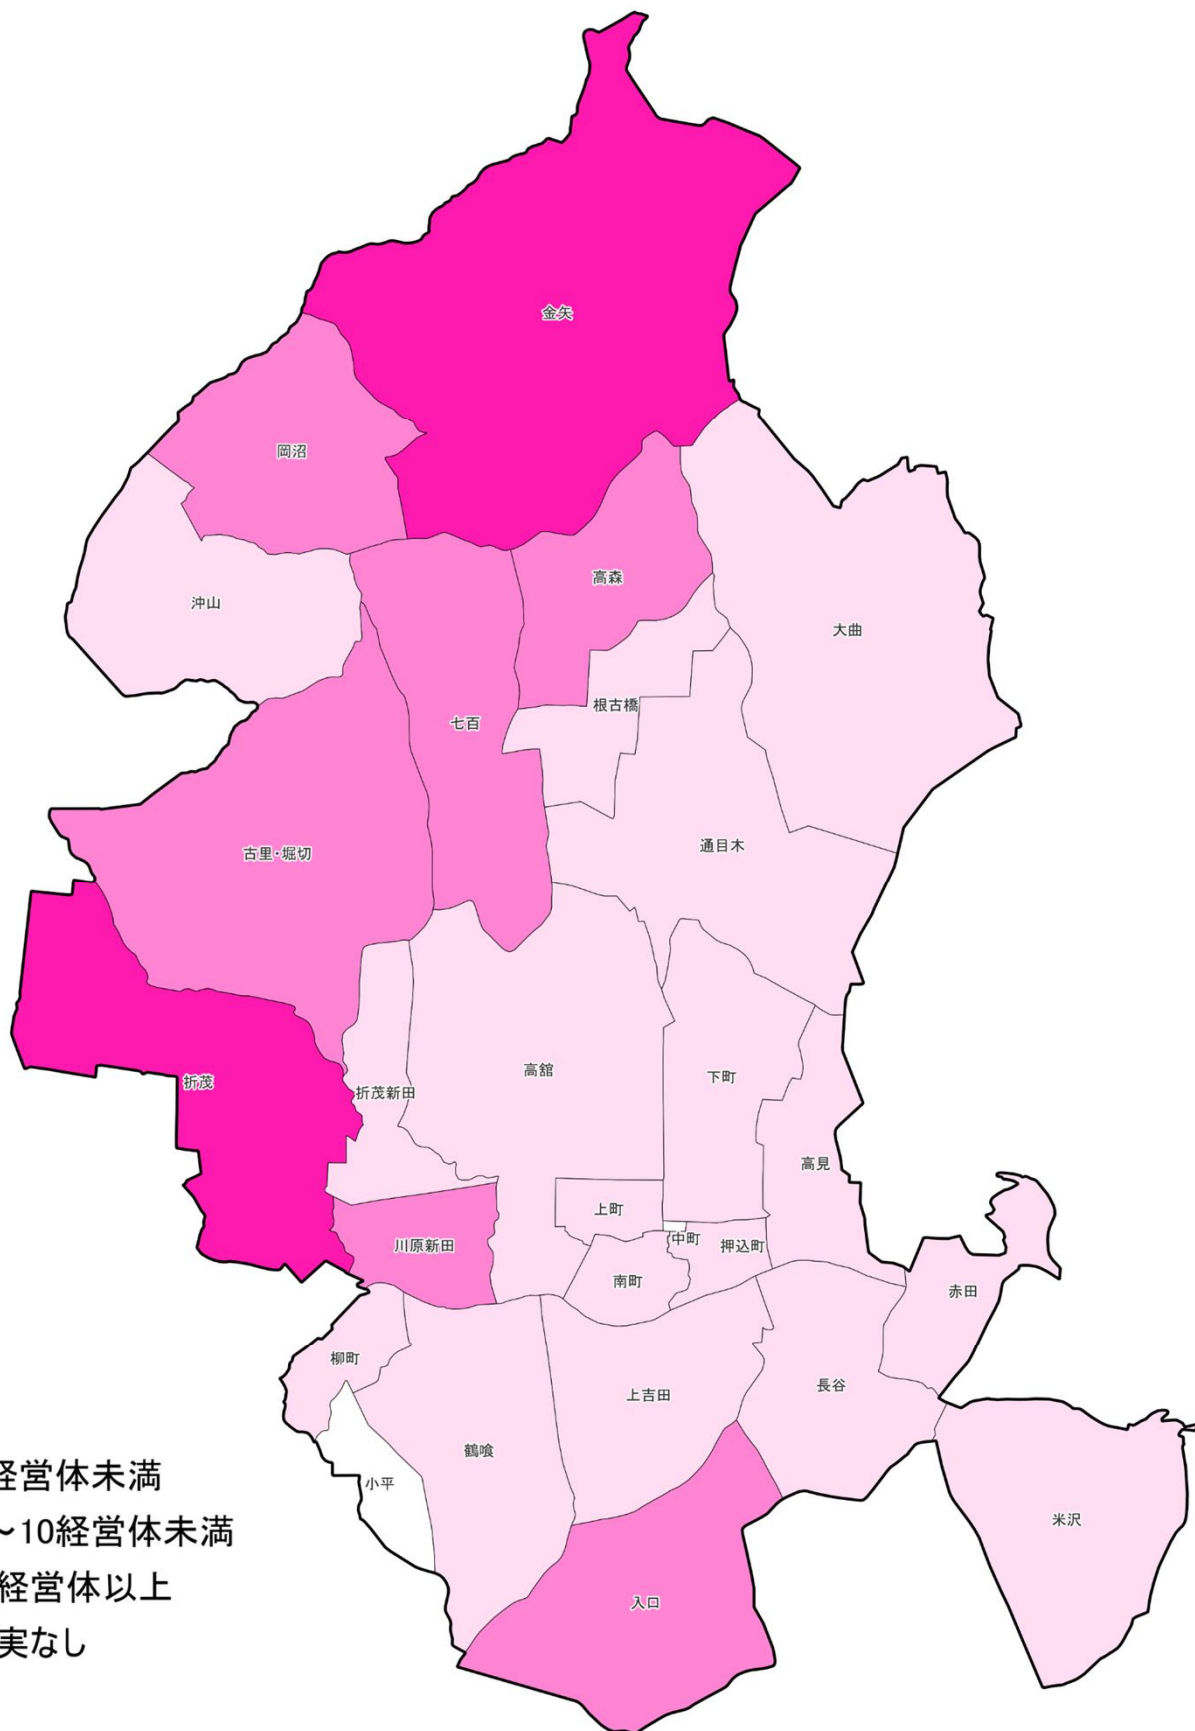 金矢
岡沼
高森
沖山
大曲
根古橋
七百
通目木
古里・堀切
高舘
下町
折茂
折茂新田
高見
上町
中町
押込町
川原新田
南町
赤田
柳町
長谷
上吉田
鶴喰
小平
米沢
入口
経営体未満
～10経営体未満
経営体以上
実なし